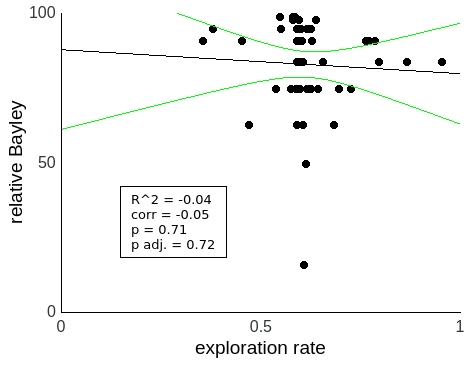 100
relative Bayley
50
R^2 = -0.04
corr = -0.05
p = 0.71
p adj. = 0.72
0
0 0.5 1
exploration rate